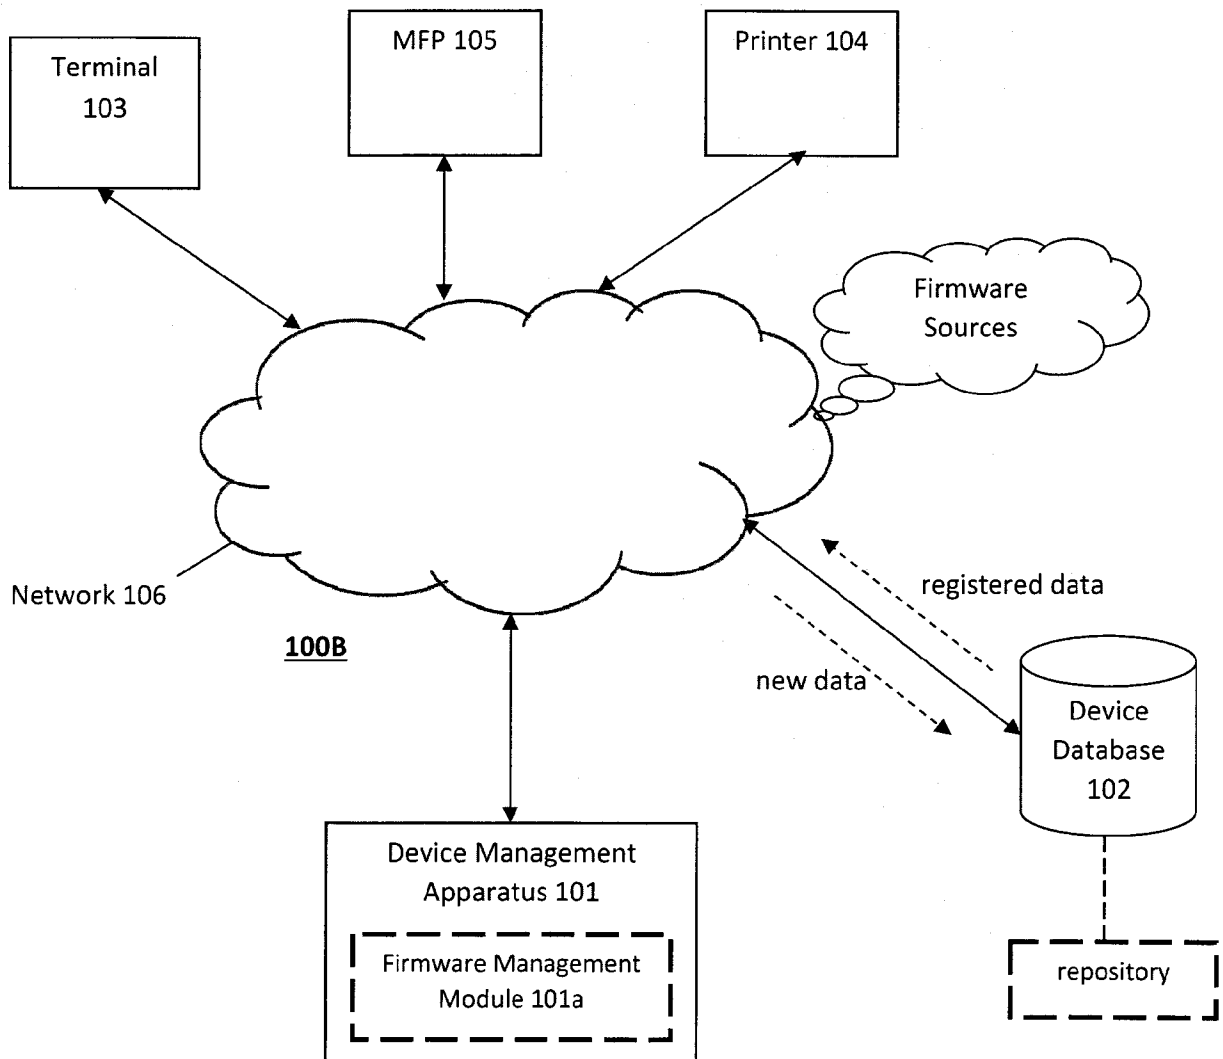 Terminal
103
MFP 105
Printer 104
Firmware
Sources
Network 106
100B
registered data
new data
Device
Database
102
Device Management
Apparatus 101
Firmware Management
Module 101a
repository